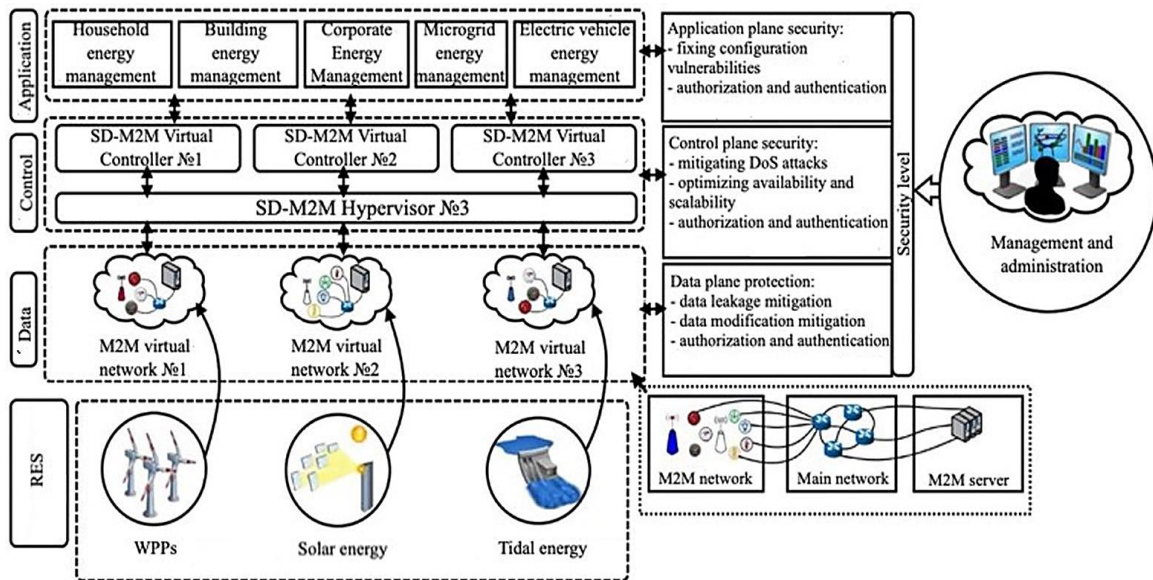 Application
Household
energy
management
Building
energy
management
Corporate
Energy
Management
Microgrid
energy
management
Electric vehicle
energy
management
Application plane security:
- fixing configuration
vulnerabilities
- authorization and authentication
Control
SD-M2M Virtual
Controller №1
SD-M2M Virtual
Controller №2
SD-M2M Virtual
Controller №3
SD-M2M Hypervisor №3
Control plane security:
- mitigating DoS attacks
- optimizing availability and
scalability
- authorization and authentication
Security level
Management and
administration
Data
M2M virtual
network №1
M2M virtual
network №2
M2M virtual
network №3
Data plane protection:
- data leakage mitigation
- data modification mitigation
- authorization and authentication
M2M network
Main network
M2M server
RES
WPPs
Solar energy
Tidal energy